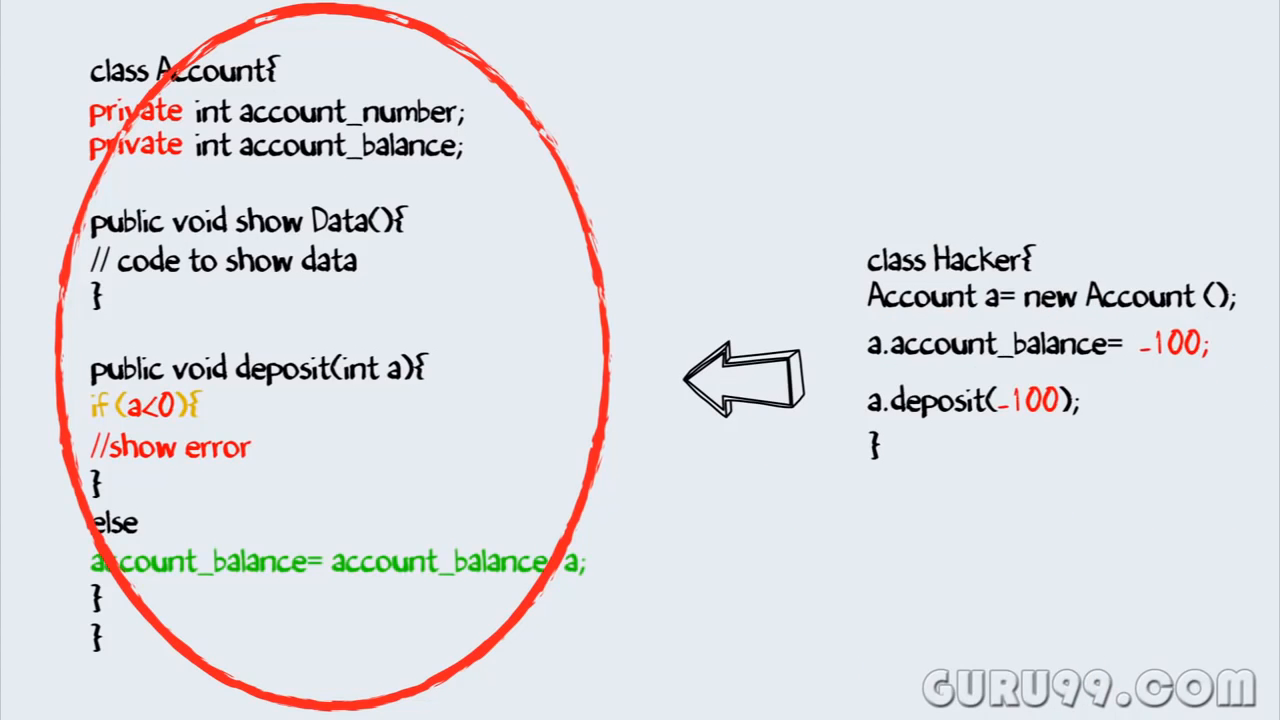 class Account{
private int account_number;
private int account_balance;
public void show Data(){
// code to show data
}
public void deposit(int a){
if (a<0){
//show error
}
else
account_balance= account_balance a;
}
}
class Hacker{
Account a= new Account ();
a.account_balance= -100;
a.deposit(-100);
}
GURU99.COM